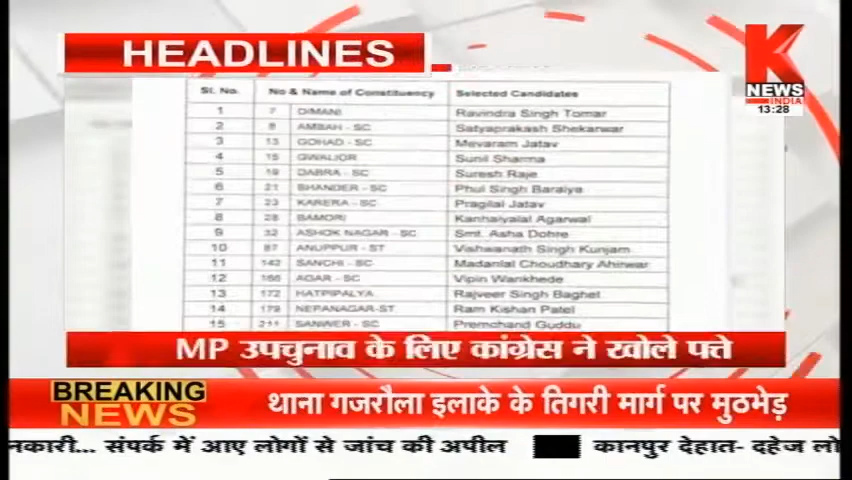 HEADLINES
K
NEWS
INDIA
13:28
Sl. No. No & Name of Constituency Selected Candidates
1 7 DIMANI Ravindra Singh Tomar
2 8 AMBAH - SC Satyaprakash Shekarwar
3 13 GOHAD - SC Mevaram Jatav
4 15 GWALIOR Sunil Sharma
5 19 DABRA - SC Suresh Raje
6 21 BHANDER - SC Phul Singh Baraiya
7 23 KARERA - SC Pragilal Jatav
8 28 BAMORI Kanhaiyalal Agarwal
9 32 ASHOK NAGAR - SC Smt. Asha Dohre
10 87 ANUPPUR - ST Vishwanath Singh Kunjam
11 142 SANCHI - SC Madanlal Choudhary Ahirwar
12 166 AGAR - SC Vipin Wankhede
13 172 HATPIPALYA Rajveer Singh Baghel
14 179 NEPANAGAR-ST Ram Kishan Patel
15 211 SANWER - SC Premchand Guddu
MP उपचुनाव के लिए कांग्रेस ने खोले पत्ते
BREAKING
NEWS
थाना गजरौला इलाके के तिगरी मार्ग पर मुठभेड़
नकारी... संपर्क में आए लोगों से जांच की अपील कानपुर देहात- दहेज लो